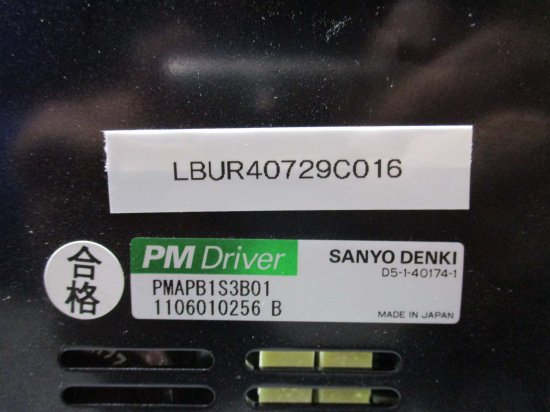 LBUR40729C016
合格
PM Driver
SANYO DENKI
D5-1-40174-1
PMAPB1S3B01
1106010256 B
MADE IN JAPAN